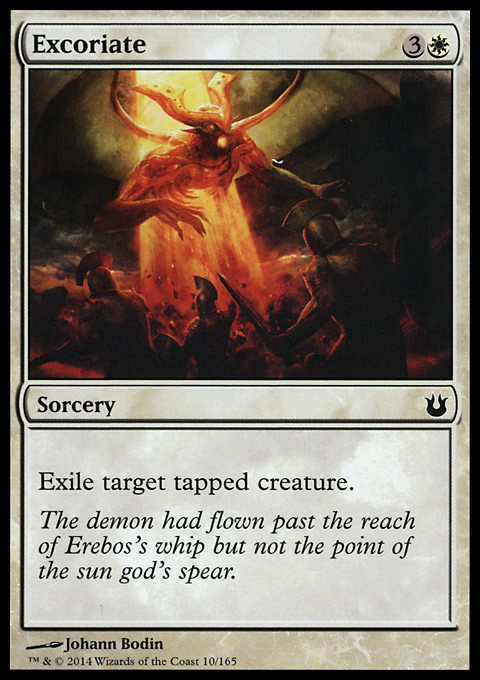 Excoriate 3
Sorcery
Exile target tapped creature.
The demon had flown past the reach
of Erebos's whip but not the point of
the sun god's spear.
Johann Bodin
™ & © 2014 Wizards of the Coast 10/165